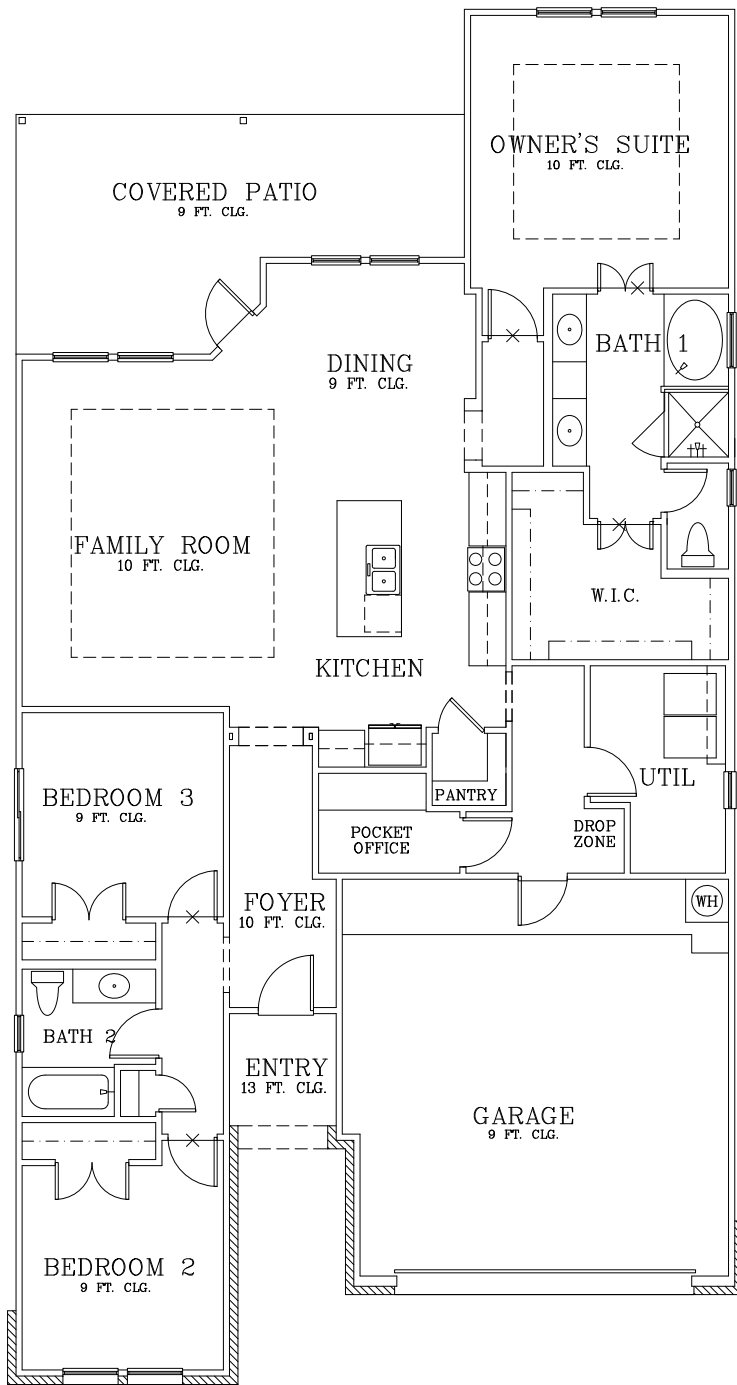 OWNER'S SUITE
10 FT. CLG.
COVERED PATIO
9 FT. CLG.
BATH 1
DINING
9 FT. CLG.
FAMILY ROOM
10 FT. CLG.
W.I.C.
KITCHEN
UTIL
PANTRY
BEDROOM 3
9 FT. CLG.
POCKET
OFFICE
DROP
ZONE
FOYER
10 FT. CLG.
WH
BATH 2
ENTRY
13 FT. CLG.
GARAGE
9 FT. CLG.
BEDROOM 2
9 FT. CLG.